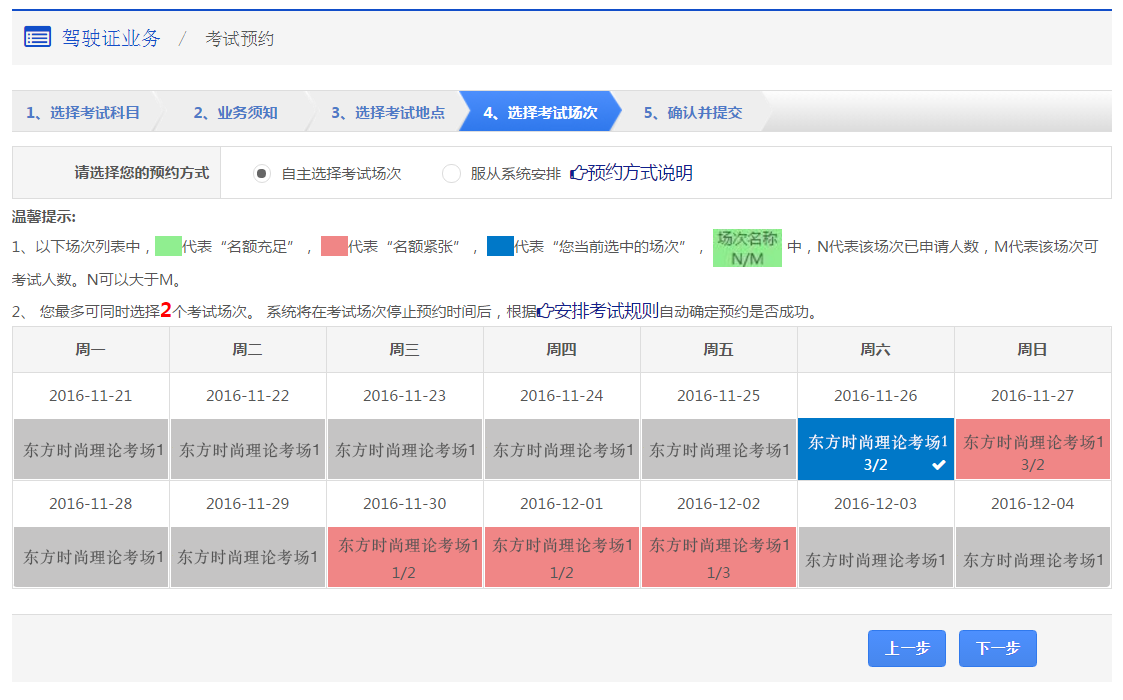 驾驶证业务 / 考试预约
1、选择考试科目 2、业务须知 3、选择考试地点 4、选择考试场次 5、确认并提交
请选择您的预约方式 自主选择考试场次 服从系统安排 预约方式说明
温馨提示:
1、以下场次列表中，代表“名额充足”，代表“名额紧张”，代表“您当前选中的场次”，场次名称 N/M 中，N代表该场次已申请人数，M代表该场次可
考试人数。N可以大于M。
2、 您最多可同时选择2个考试场次。 系统将在考试场次停止预约时间后，根据安排考试规则自动确定预约是否成功。
周一 周二 周三 周四 周五 周六 周日
2016-11-21 2016-11-22 2016-11-23 2016-11-24 2016-11-25 2016-11-26 2016-11-27
东方时尚理论考场1 东方时尚理论考场1 东方时尚理论考场1 东方时尚理论考场1 东方时尚理论考场1 东方时尚理论考场1 东方时尚理论考场1
3/2 3/2
2016-11-28 2016-11-29 2016-11-30 2016-12-01 2016-12-02 2016-12-03 2016-12-04
东方时尚理论考场1 东方时尚理论考场1 东方时尚理论考场1 东方时尚理论考场1 东方时尚理论考场1 东方时尚理论考场1 东方时尚理论考场1
1/2 1/2 1/3
上一步 下一步